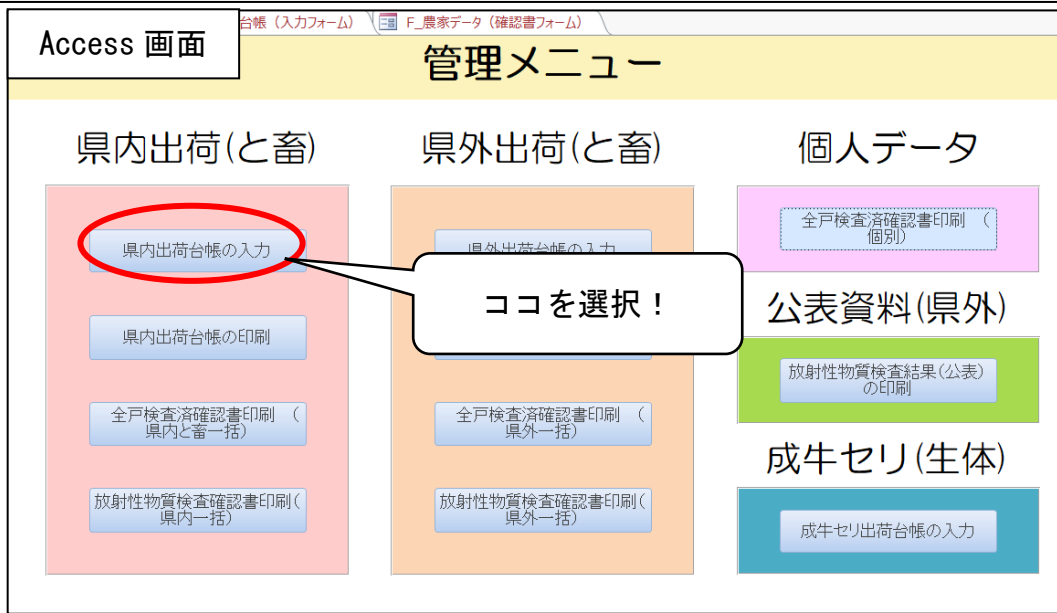 Access 画面
台帳（入力フォーム）
F_農家データ（確認書フォーム）
管理メニュー
県内出荷(と畜)
県内出荷台帳の入力
県内出荷台帳の印刷
全戸検査済確認書印刷　（
県内と畜一括）
放射性物質検査確認書印刷（
県内一括）
県外出荷(と畜)
県外出荷台帳の入力
ココを選択！
全戸検査済確認書印刷　（
県外一括）
放射性物質検査確認書印刷（
県外一括）
個人データ
全戸検査済確認書印刷　（
個別）
公表資料(県外)
放射性物質検査結果（公表）
の印刷
成牛セリ(生体)
成牛セリ出荷台帳の入力